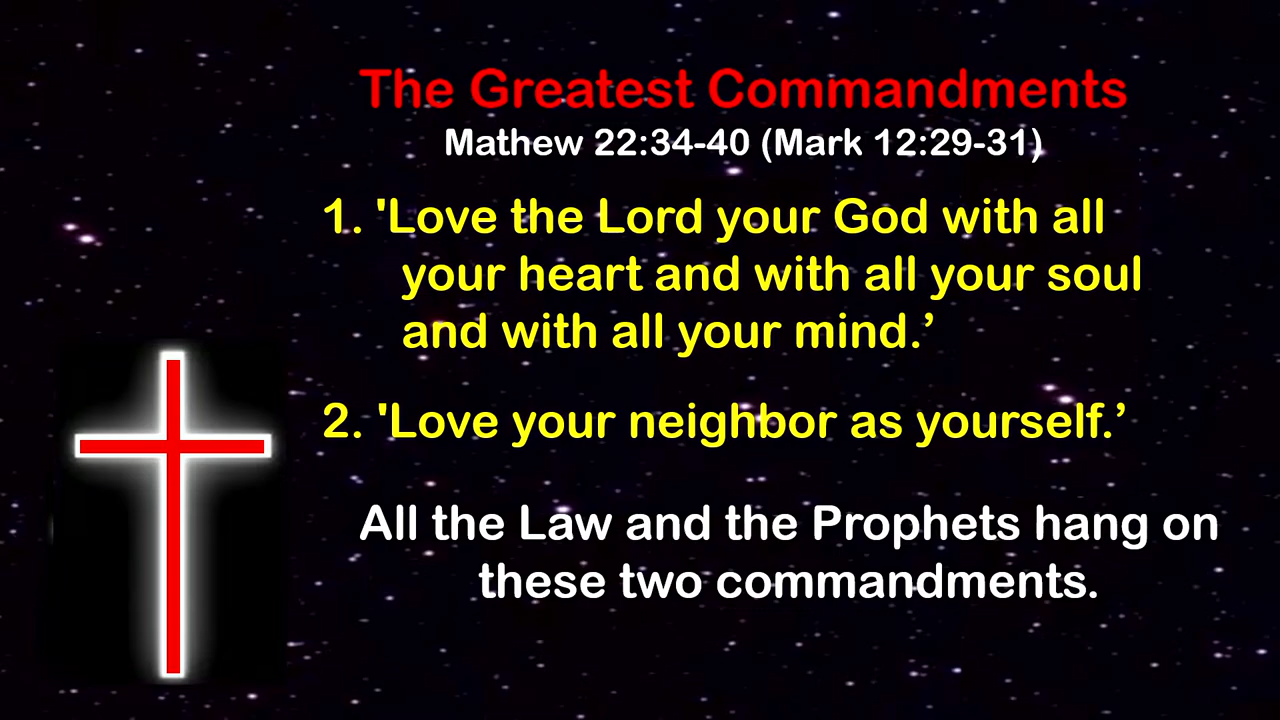 The Greatest Commandments
Mathew 22:34-40 (Mark 12:29-31)
1. 'Love the Lord your God with all
your heart and with all your soul
and with all your mind.’
2. 'Love your neighbor as yourself.’
All the Law and the Prophets hang on
these two commandments.